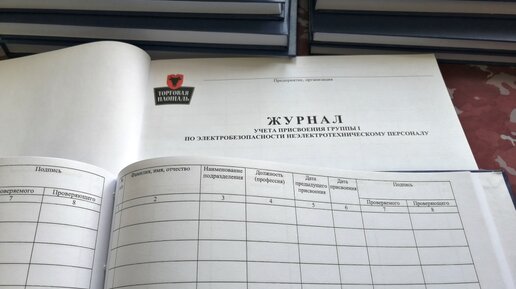 ТОРГОВАЯ
ПЛОЩАДЬ
Предприятие, организация
ЖУРНАЛ
УЧЕТА ПРИСВОЕНИЯ ГРУППЫ I
ПО ЭЛЕКТРОБЕЗОПАСНОСТИ НЕЭЛЕКТРОТЕХНИЧЕСКОМУ ПЕРСОНАЛУ
Подпись
Проверяющего
7
8
Фамилия, имя, отчество
Наименование
подразделения
Должность
(профессия)
Дата
предыдущего
присвоения
Дата
присвоения
Подпись
Проверяемого
Проверяющего
2
3
4
5
6
7
8